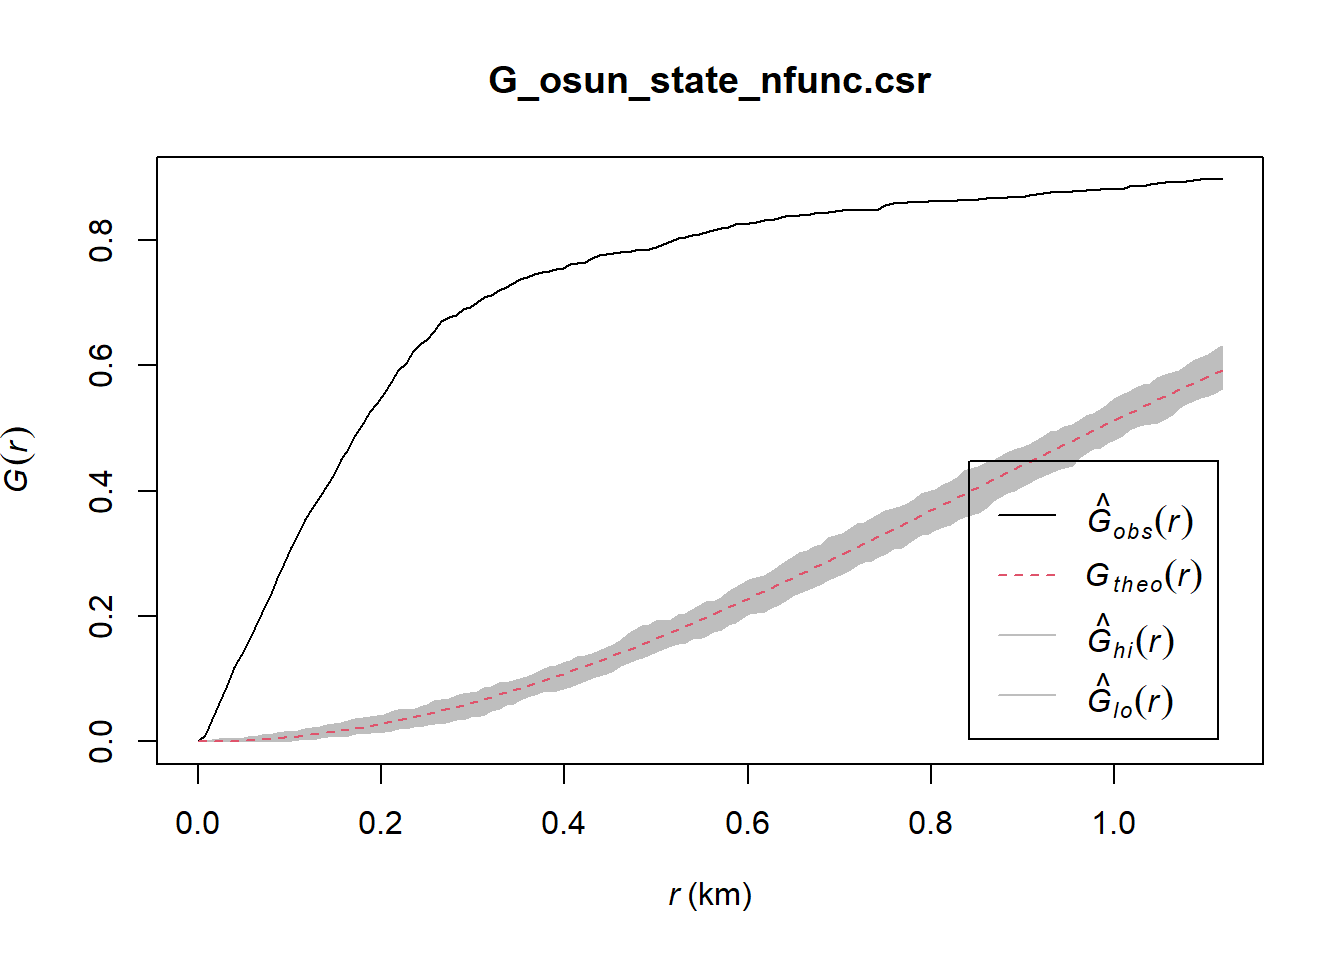 G_osun_state_nfunc.csr
G(r)
0.8
0.6
0.4
0.2
0.0
Ĝobs(r)
Gtheo(r)
Ĝhi(r)
Ĝlo(r)
0.0 0.2 0.4 0.6 0.8 1.0
r (km)